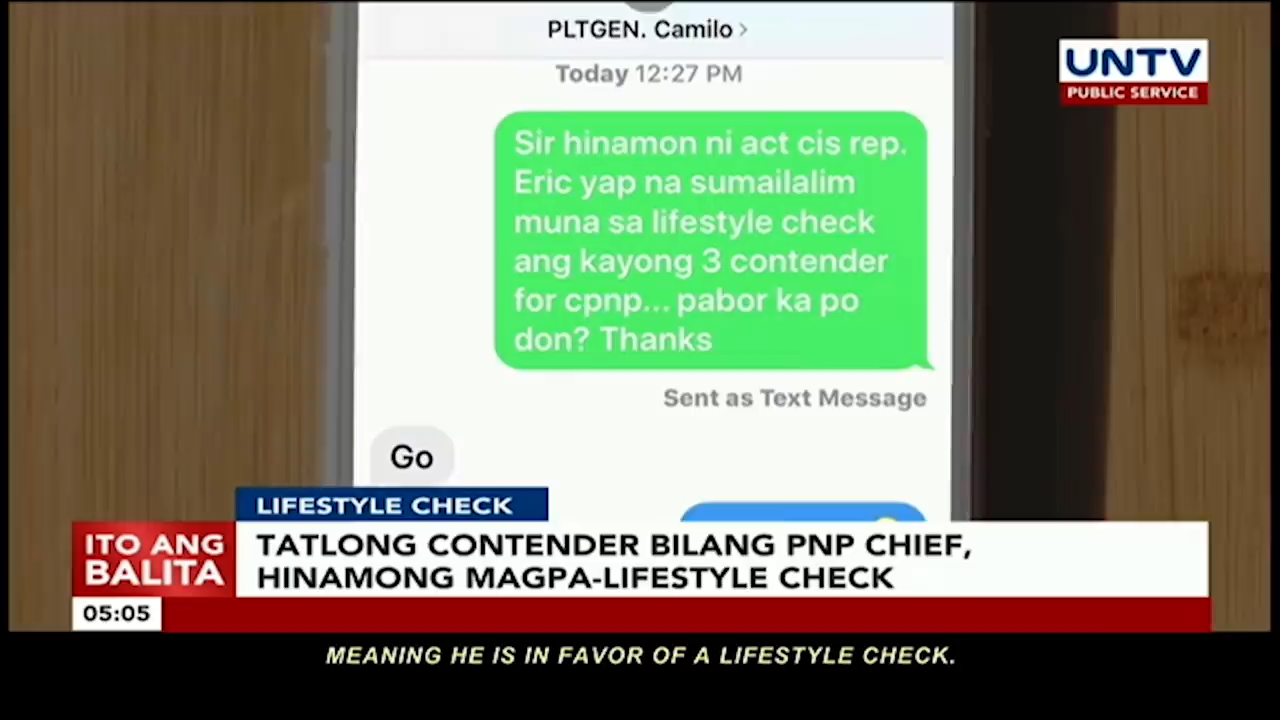 PLTGEN. Camilo >
Today 12:27 PM
UNTV
PUBLIC SERVICE
Sir hinamon ni act cis rep.
Eric yap na sumailalim
muna sa lifestyle check
ang kayong 3 contender
for cpnp... pabor ka po
don? Thanks
Sent as Text Message
Go
LIFESTYLE CHECK
ITO ANG
BALITA
TATLONG CONTENDER BILANG PNP CHIEF,
HINAMONG MAGPA-LIFESTYLE CHECK
05:05
MEANING HE IS IN FAVOR OF A LIFESTYLE CHECK.